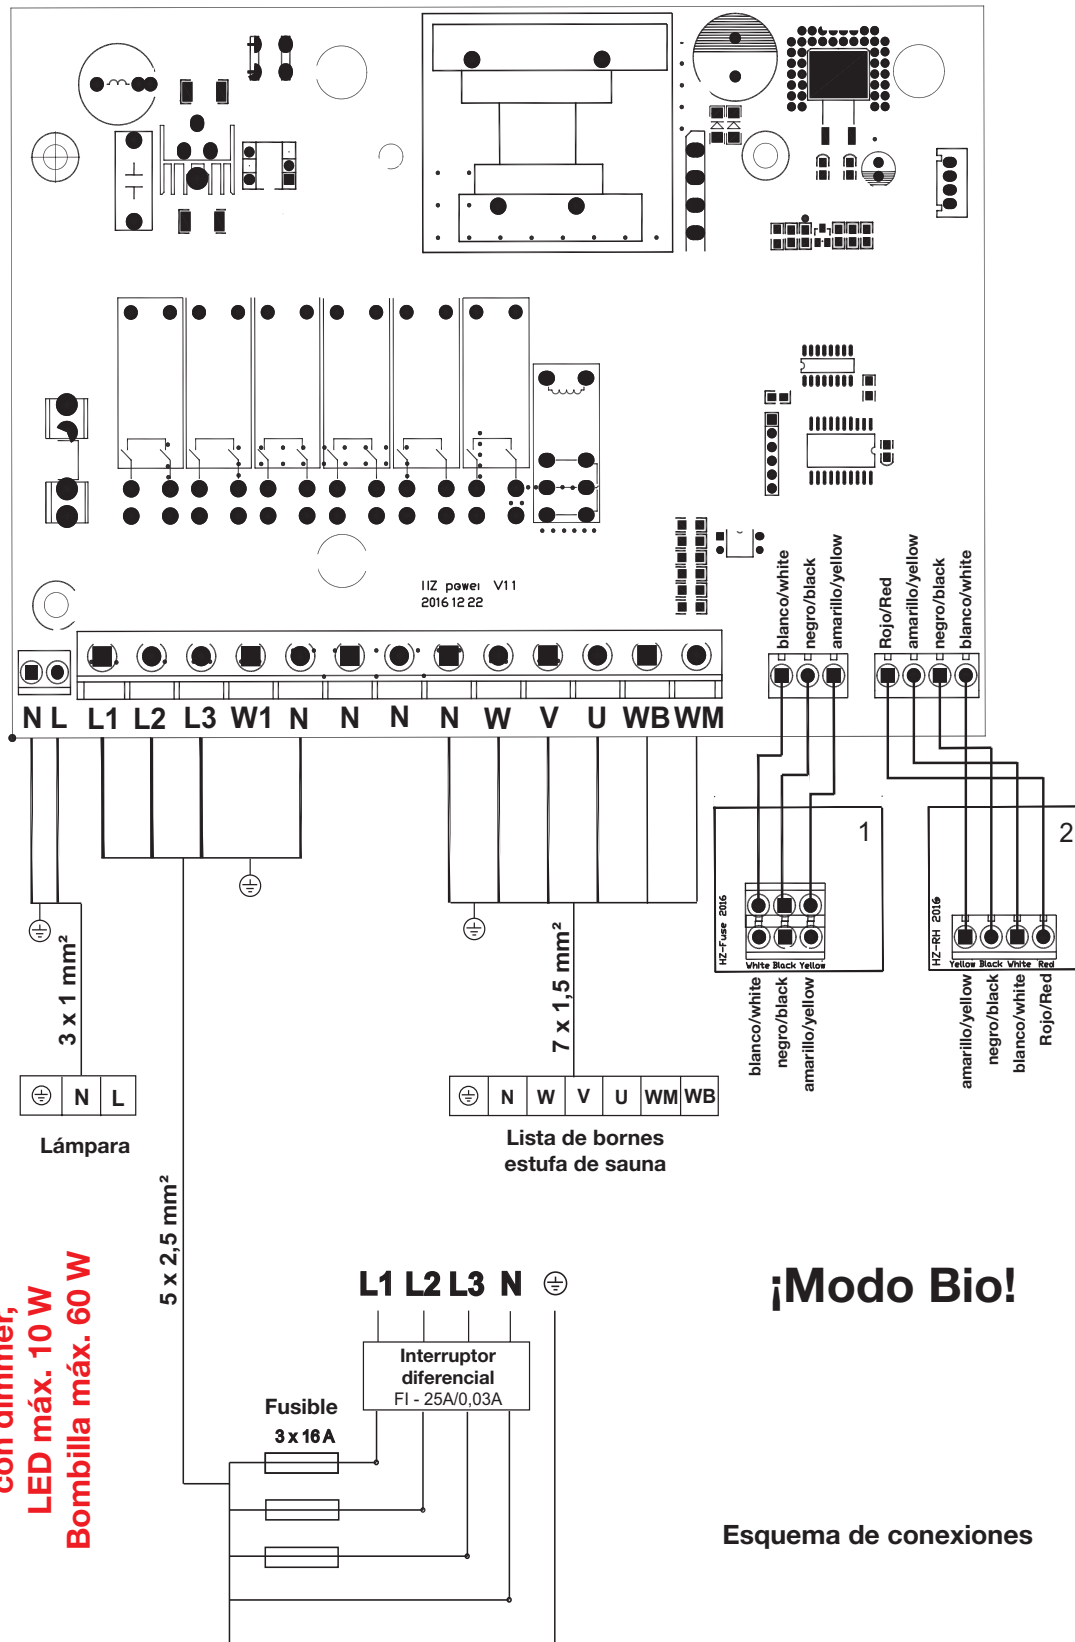 HZ power V11
2016 12 22
blanco/white
negro/black
amarillo/yellow
Rojo/Red
amarillo/yellow
negro/black
blanco/white
N L L1 L2 L3 W1 N N N N W V U WB WM
1
HZ-Fuse 2016
White Black Yellow
blanco/white
negro/black
amarillo/yellow
2
HZ-RH 2016
Yellow Black White Red
amarillo/yellow
negro/black
blanco/white
Rojo/Red
3 x 1 mm²
N L
Lámpara
7 x 1,5 mm²
N W V U WM WB
Lista de bornes
estufa de sauna
5 x 2,5 mm²
con dimmer,
LED máx. 10 W
Bombilla máx. 60 W
L1 L2 L3 N
Interruptor
diferencial
FI - 25A/0,03A
Fusible
3 x 16 A
¡Modo Bio!
Esquema de conexiones